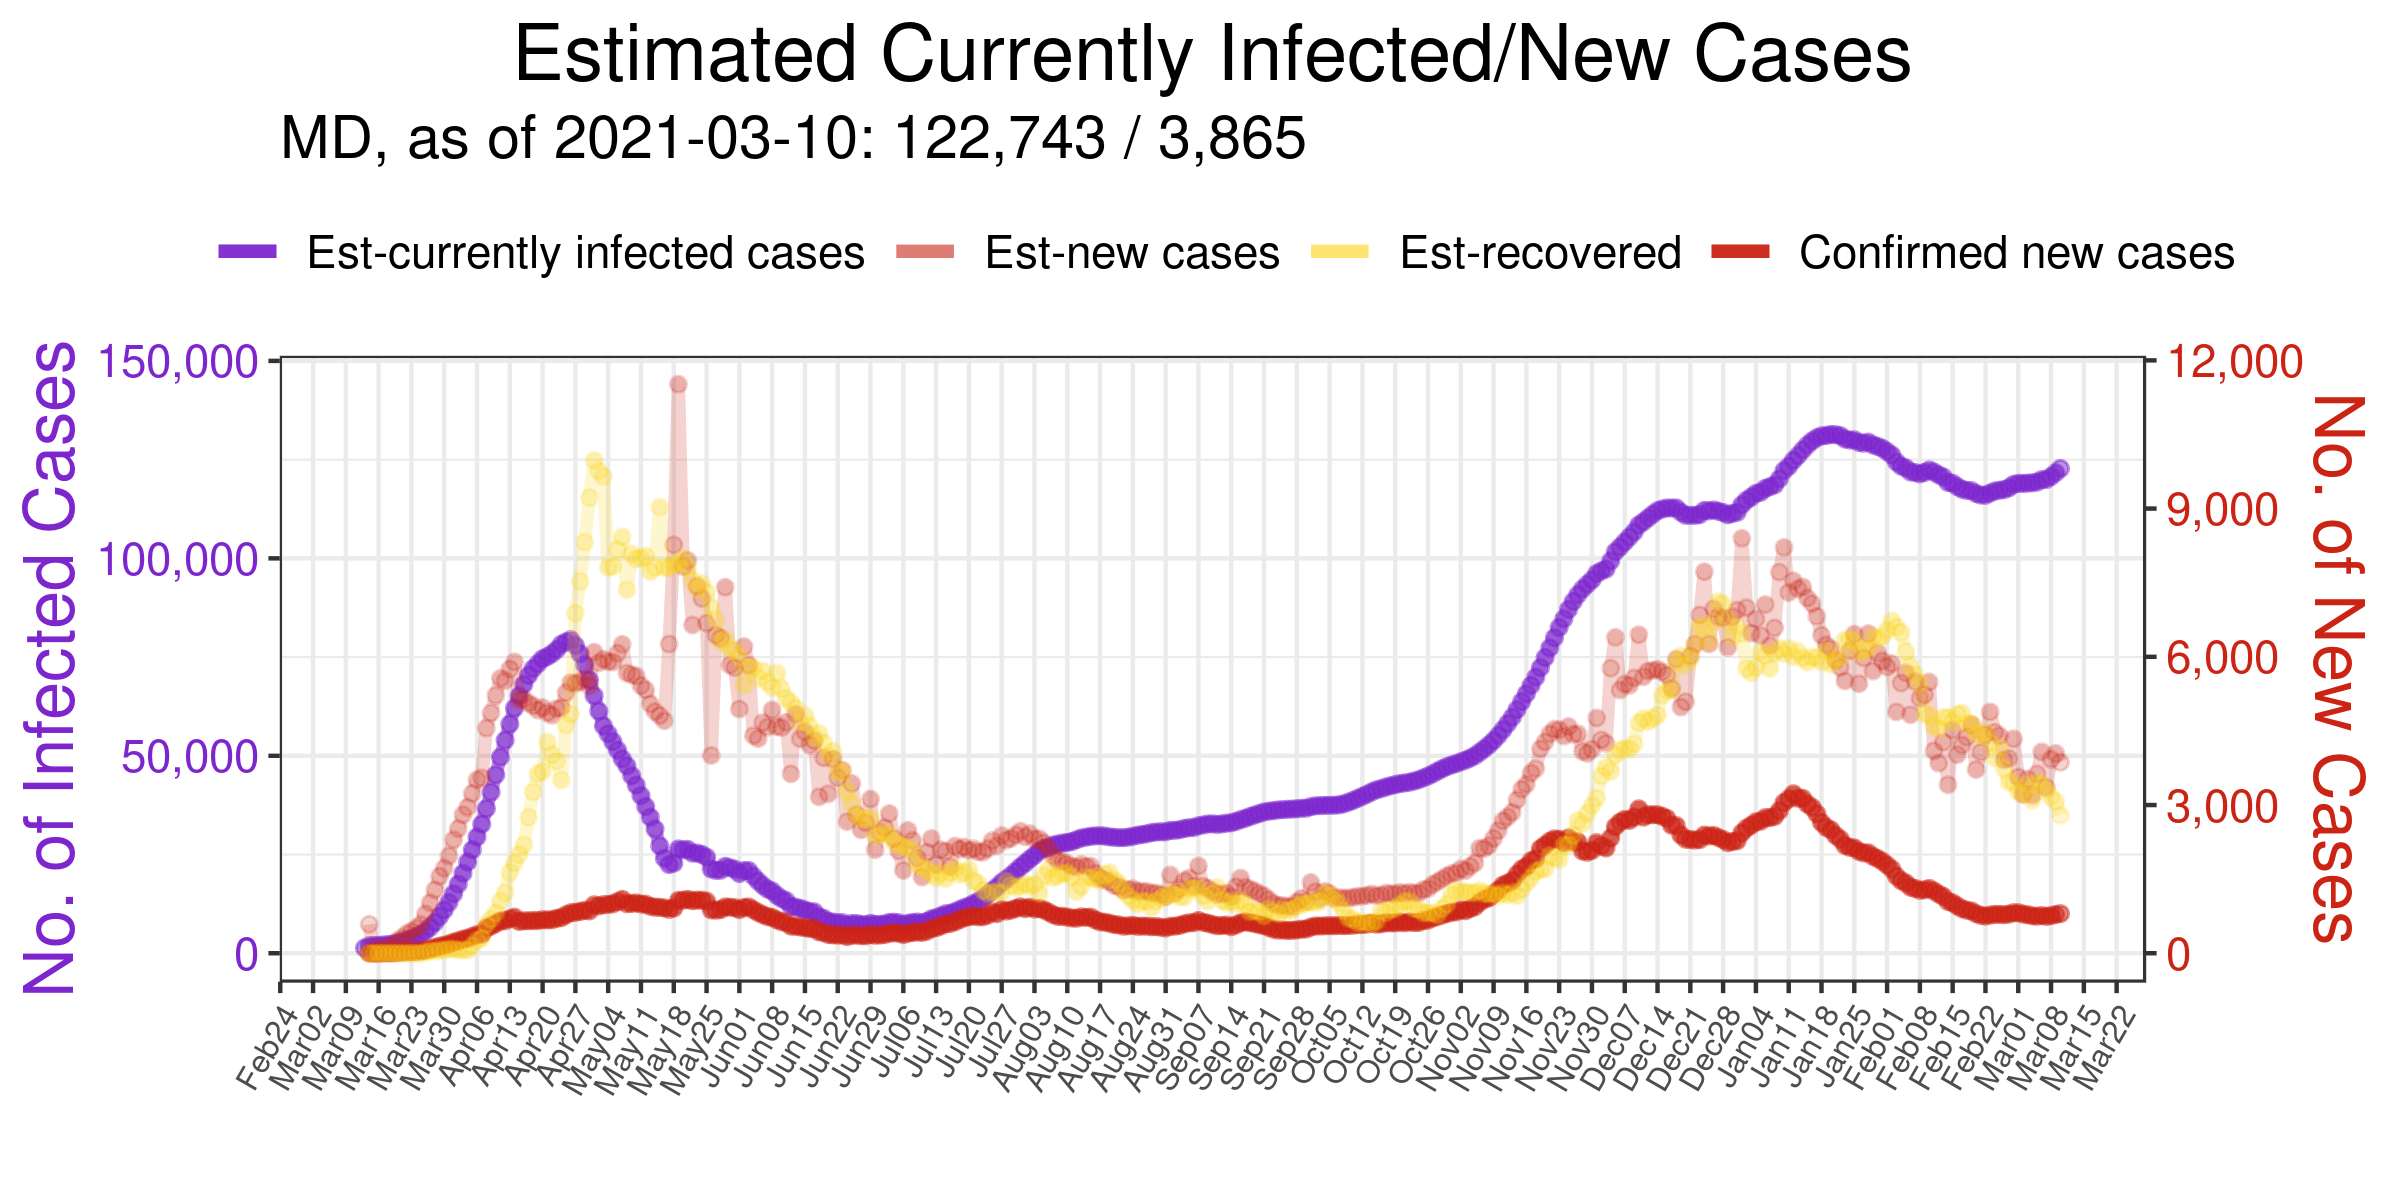 Estimated Currently Infected/New Cases
MD, as of 2021-03-10: 122,743 / 3,865
Est-currently infected cases Est-new cases Est-recovered Confirmed new cases
No. of Infected Cases
150,000
100,000
50,000
0
12,000
9,000
6,000
3,000
0
No. of New Cases
Feb24 Mar02 Mar09 Mar16 Mar23 Mar30 Apr06 Apr13 Apr20 Apr27 May04 May11 May18 May25 Jun01 Jun08 Jun15 Jun22 Jun29 Jul06 Jul13 Jul20 Jul27 Aug03 Aug10 Aug17 Aug24 Aug31 Sep07 Sep14 Sep21 Sep28 Oct05 Oct12 Oct19 Oct26 Nov02 Nov09 Nov16 Nov23 Nov30 Dec07 Dec14 Dec21 Dec28 Jan04 Jan11 Jan18 Jan25 Feb01 Feb08 Feb15 Feb22 Mar01 Mar08 Mar15 Mar22